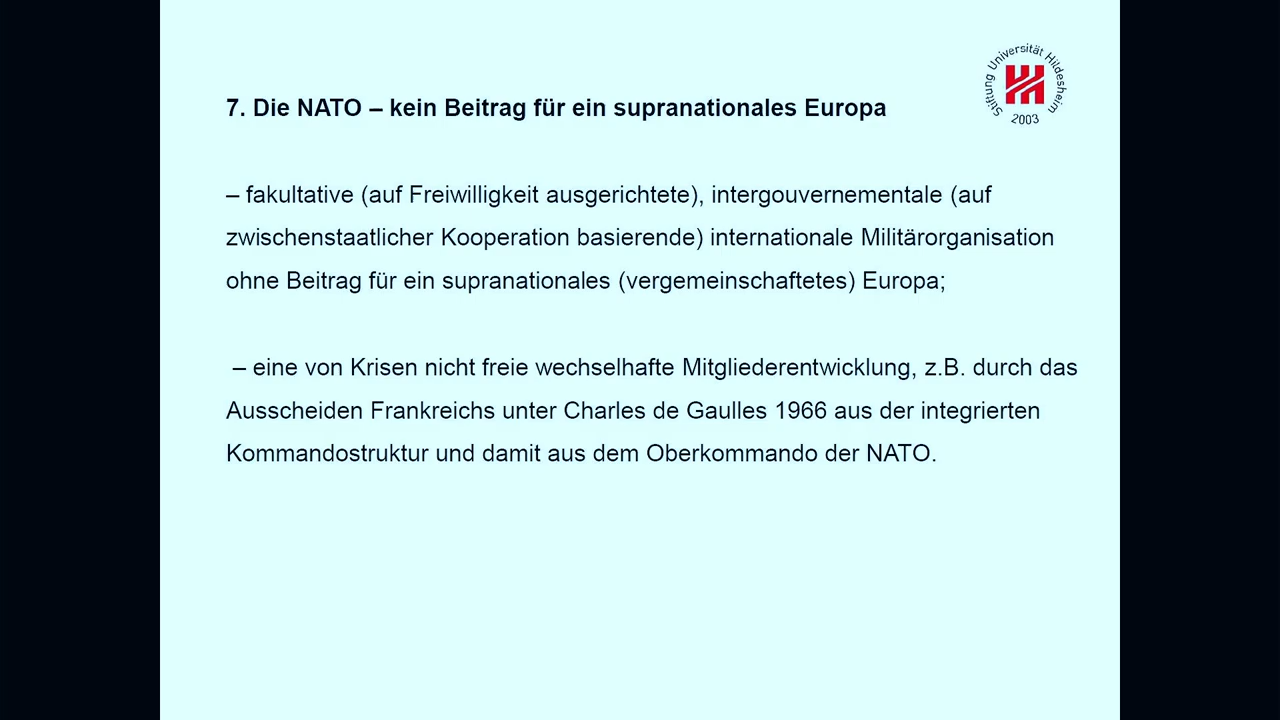 Stiftung Universität Hildesheim
2003
7. Die NATO – kein Beitrag für ein supranationales Europa
– fakultative (auf Freiwilligkeit ausgerichtete), intergouvernementale (auf
zwischenstaatlicher Kooperation basierende) internationale Militärorganisation
ohne Beitrag für ein supranationales (vergemeinschaftetes) Europa;
– eine von Krisen nicht freie wechselhafte Mitgliederentwicklung, z.B. durch das
Ausscheiden Frankreichs unter Charles de Gaulles 1966 aus der integrierten
Kommandostruktur und damit aus dem Oberkommando der NATO.